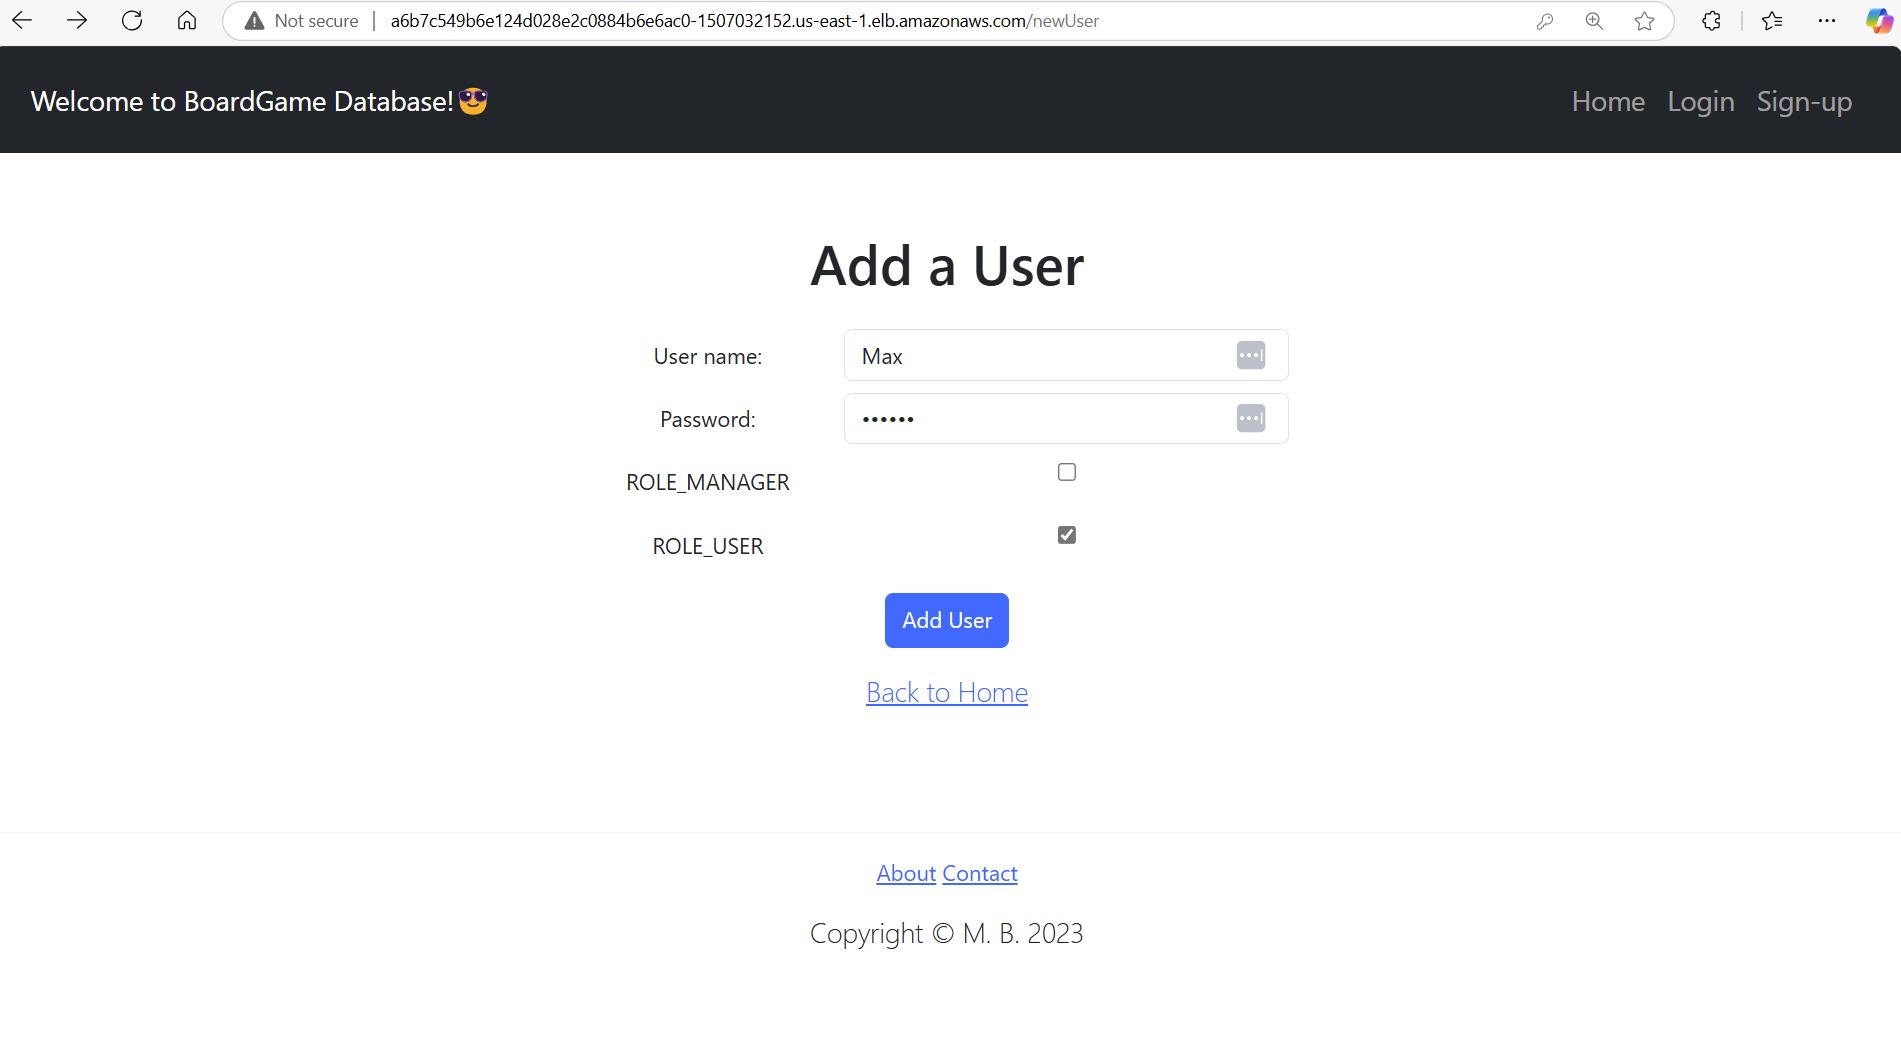 Not secure | a6b7c549b6e124d028e2c0884b6e6ac0-1507032152.us-east-1.elb.amazonaws.com/newUser
Welcome to BoardGame Database!😎 Home Login Sign-up
Add a User
User name: Max
Password: ••••••
ROLE_MANAGER
ROLE_USER
Add User
Back to Home
About Contact
Copyright © M. B. 2023